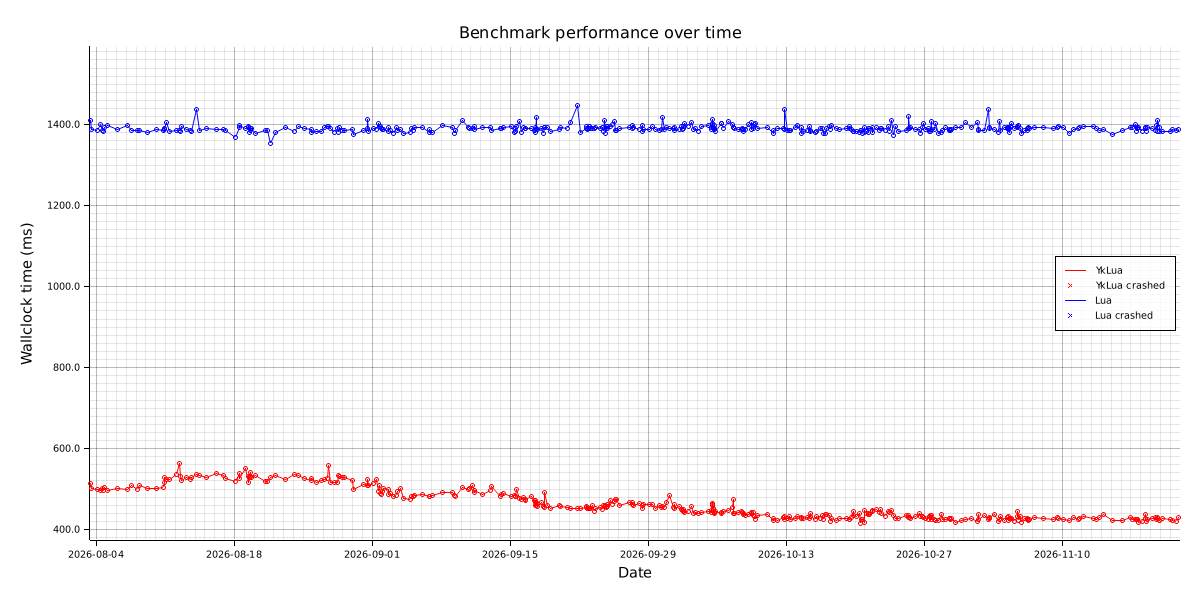 Benchmark performance over time
Wallclock time (ms)
1400.0
1200.0
1000.0
800.0
600.0
400.0
YkLua
YkLua crashed
Lua
Lua crashed
2026-08-04 2026-08-18 2026-09-01 2026-09-15 2026-09-29 2026-10-13 2026-10-27 2026-11-10
Date